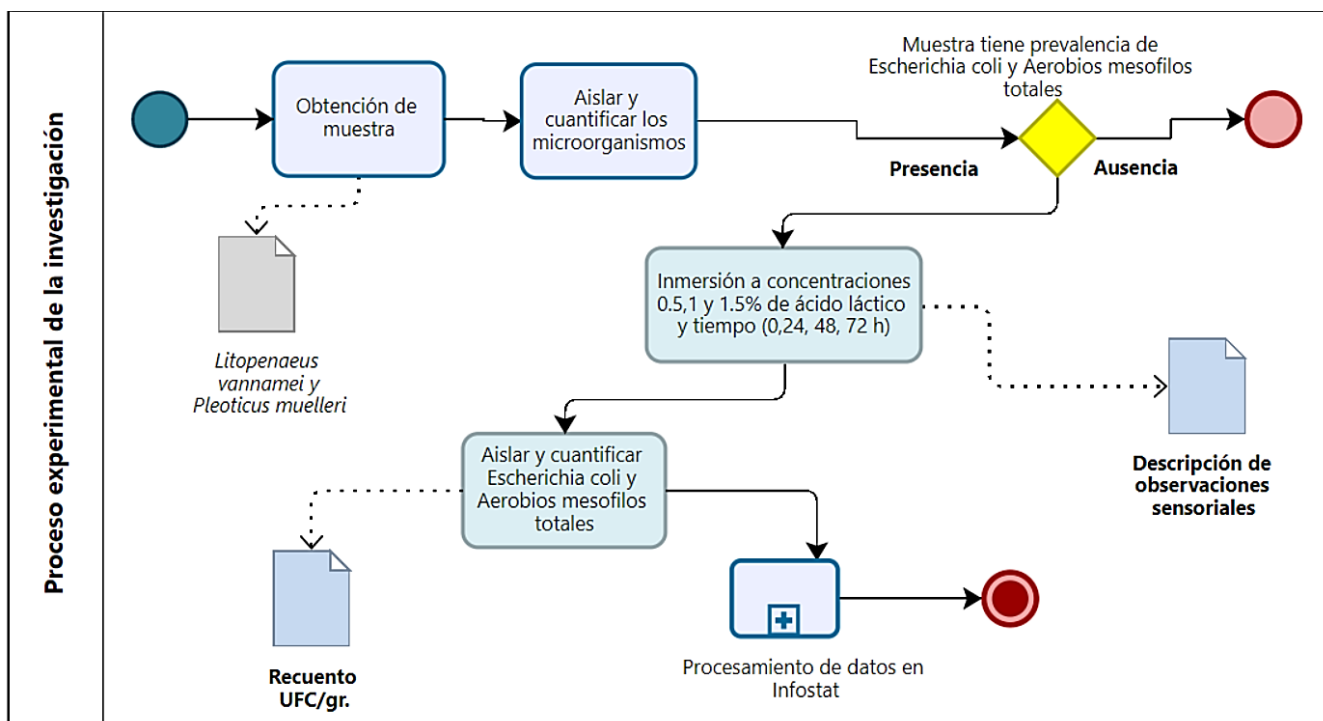 Proceso experimental de la investigación
Obtención de
muestra
Aislar y
cuantificar los
microorganismos
Muestra tiene prevalencia de
Escherichia coli y Aerobios mesofilos
totales
Presencia
Ausencia
Litopenaeus
vannamei y
Pleoticus muelleri
Inmersión a concentraciones
0.5,1 y 1.5% de ácido láctico
y tiempo (0,24, 48, 72 h)
Descripción de
observaciones
sensoriales
Aislar y cuantificar
Escherichia coli y
Aerobios mesofilos
totales
Recuento
UFC/gr.
Procesamiento de datos en
Infostat